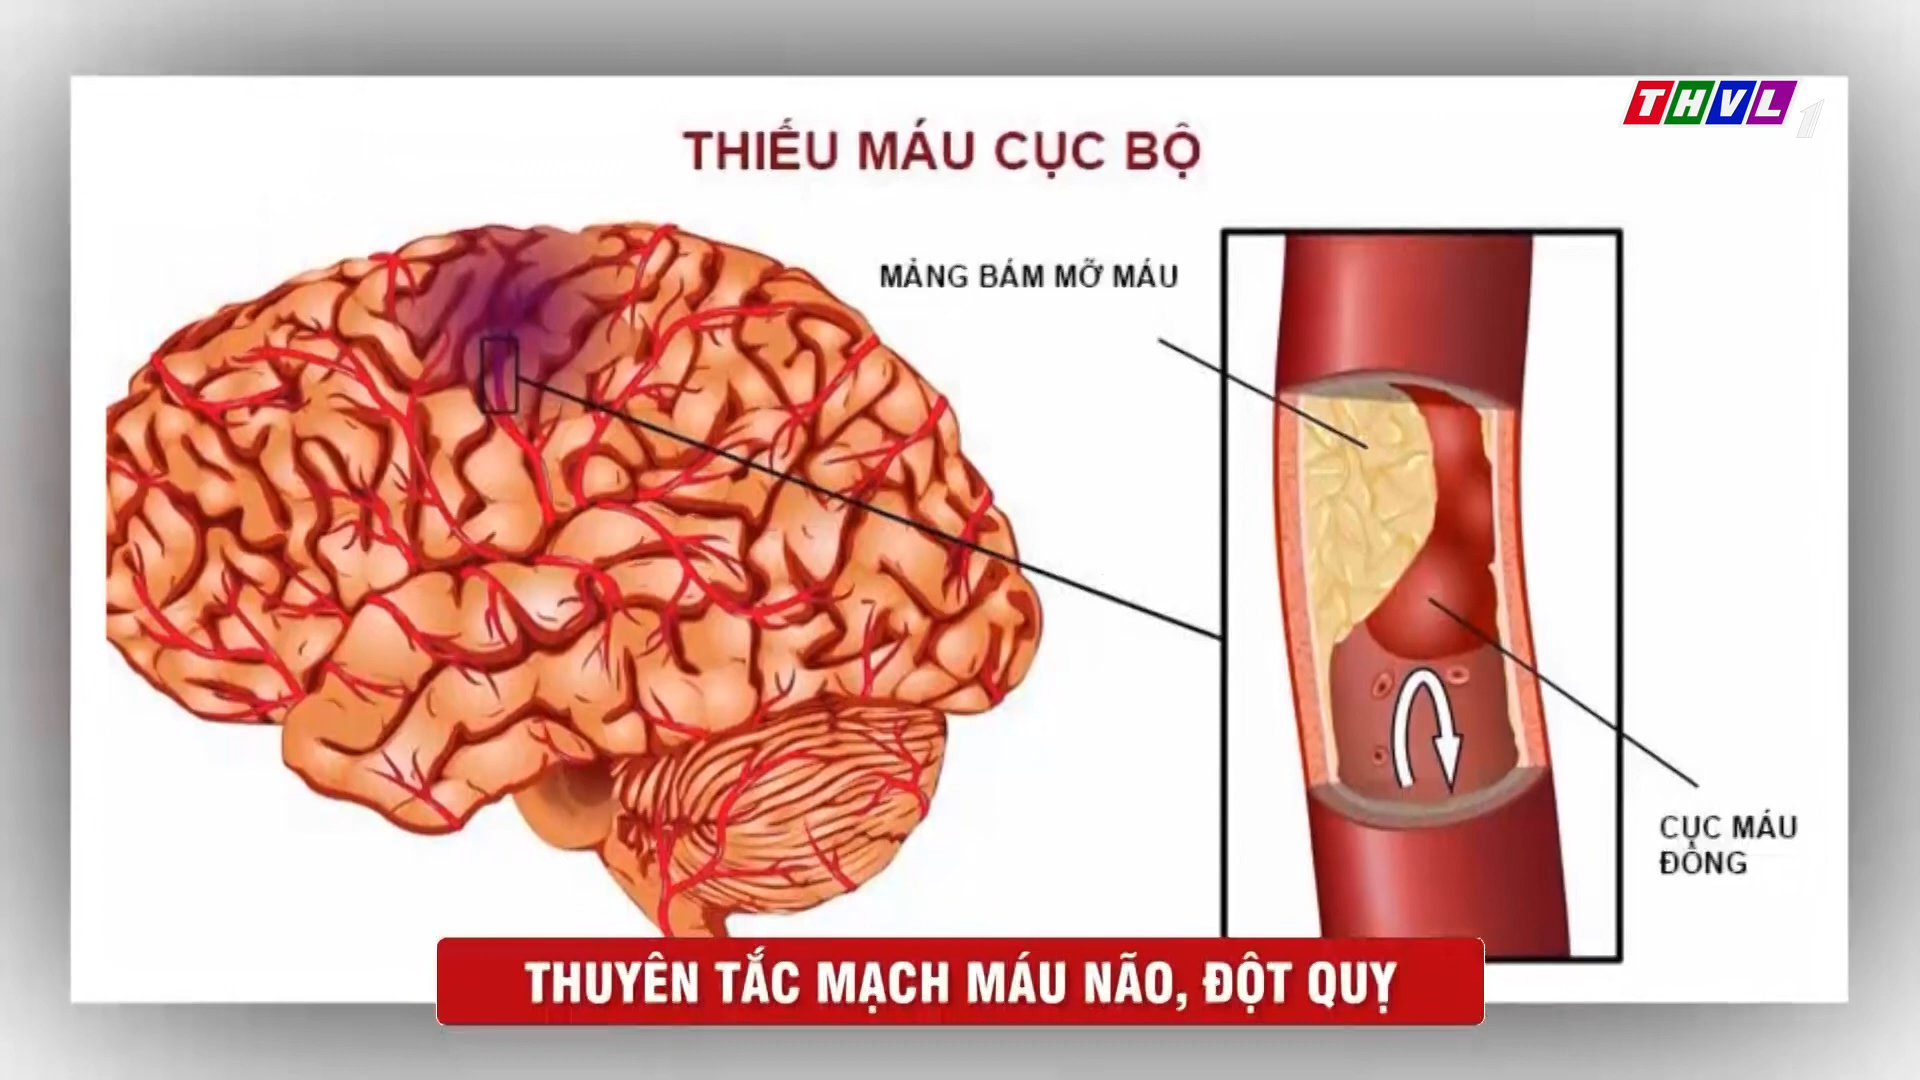 THVL1
THIẾU MÁU CỤC BỘ
MẢNG BÁM MỠ MÁU
CỤC MÁU
ĐÔNG
THUYÊN TẮC MẠCH MÁU NÃO, ĐỘT QUỴ